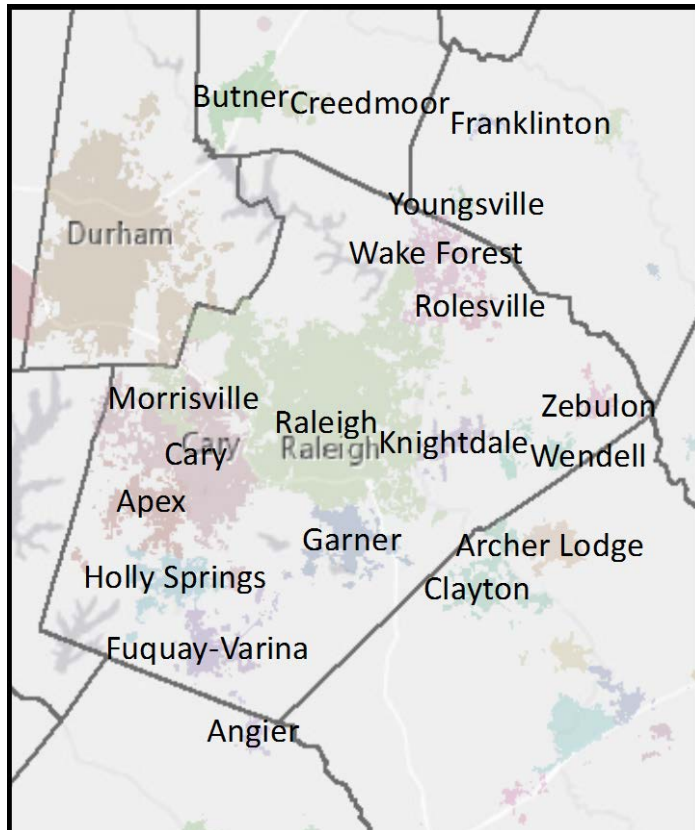 Butner
Creedmoor
Franklinton
Youngsville
Durham
Wake Forest
Rolesville
Morrisville
Zebulon
Raleigh
Knightdale
Cary
Raleigh
Cary
Wendell
Apex
Garner
Archer Lodge
Holly Springs
Clayton
Fuquay-Varina
Angier